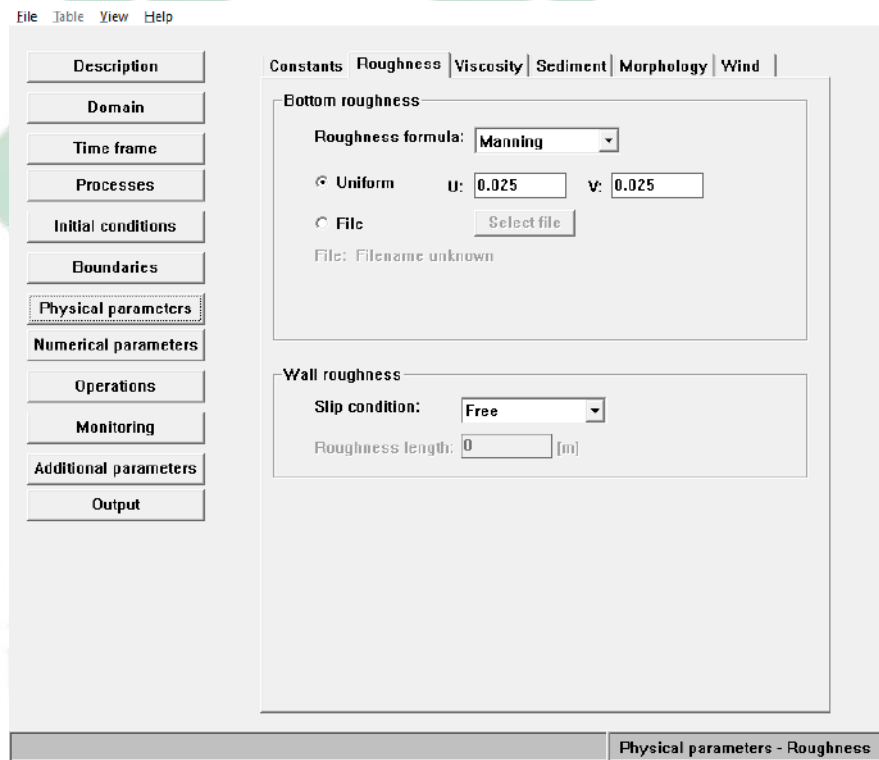 File Table View Help
Description
Domain
Time frame
Processes
Initial conditions
Boundaries
Physical parameters
Numerical parameters
Operations
Monitoring
Additional parameters
Output
Constants Roughness Viscosity Sediment Morphology Wind
Bottom roughness
Roughness formula: Manning
Uniform U: 0.025 V: 0.025
File Select file
File: Filename unknown
Wall roughness
Slip condition: Free
Roughness length: 0 [m]
Physical parameters - Roughness